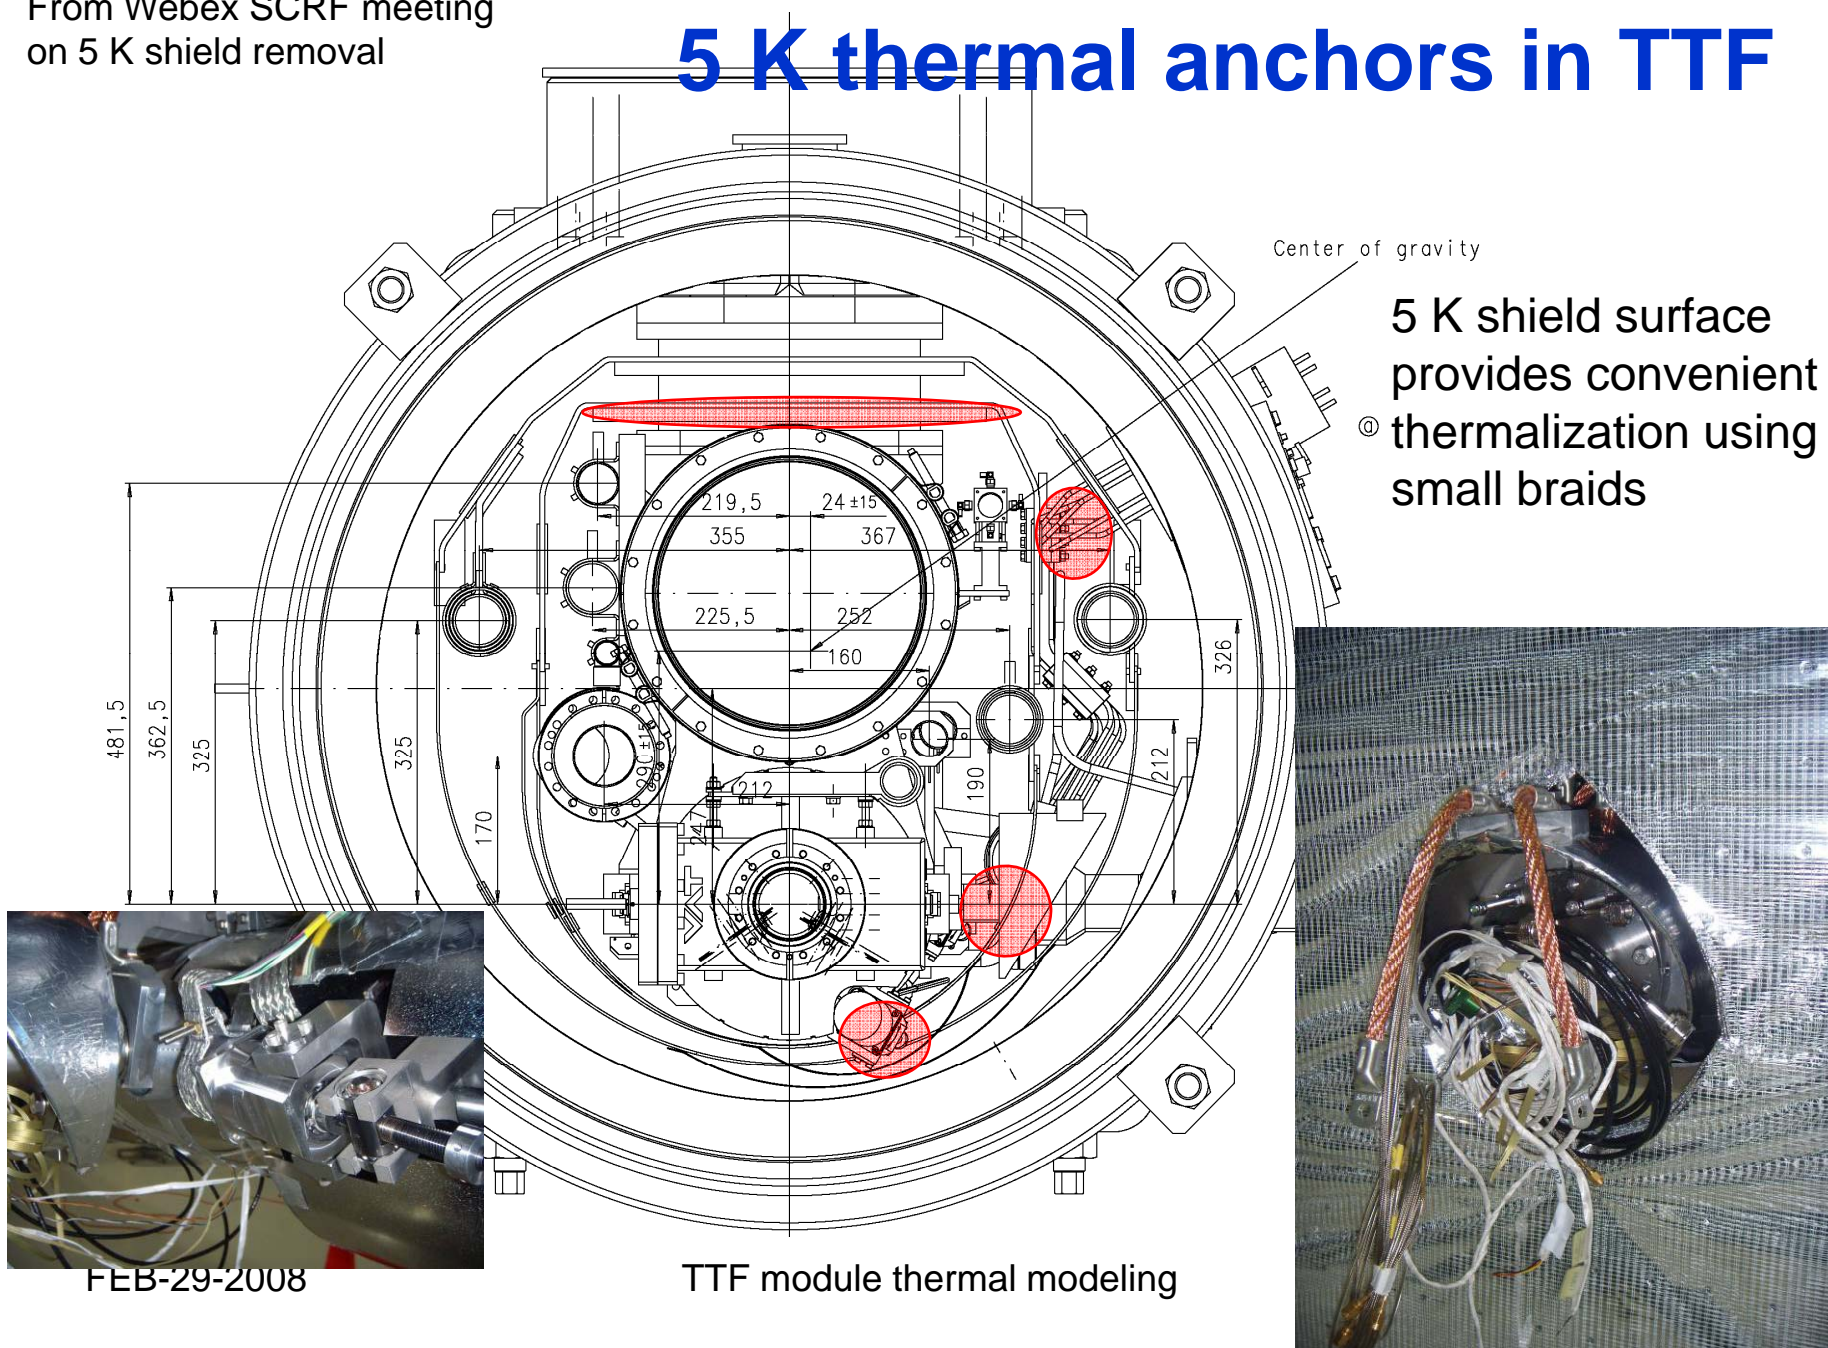 From Webex SCRF meeting
on 5 K shield removal
5 K thermal anchors in TTF
Center of gravity
5 K shield surface
provides convenient
@ thermalization using
small braids
219,5
24 ±15
355
367
225,5
252
160
326
481,5
362,5
325
325
290±15
212
212
190
170
247
FEB-29-2008
TTF module thermal modeling